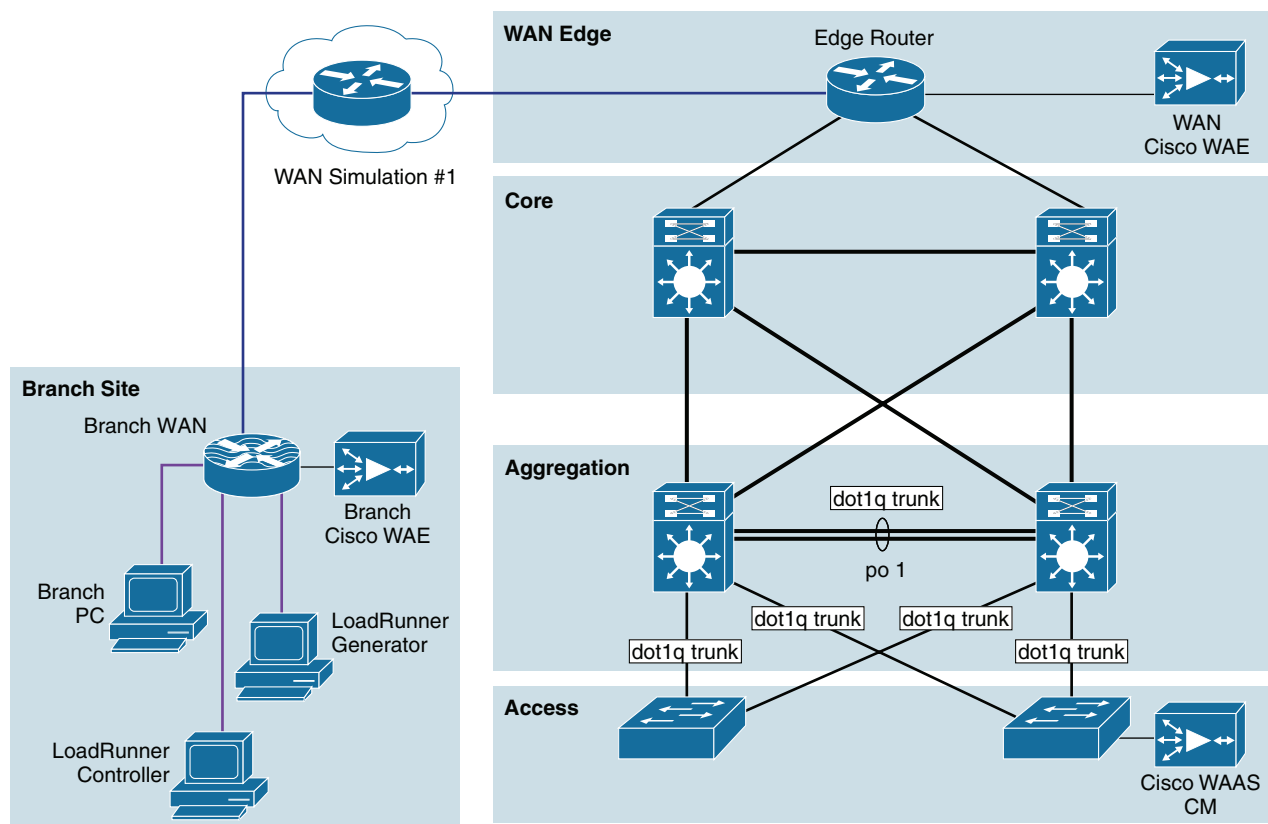 WAN Edge
Edge Router
WAN
Cisco WAE
WAN Simulation #1
Core
Branch Site
Branch WAN
Branch
Cisco WAE
Branch
PC
LoadRunner
Generator
LoadRunner
Controller
Aggregation
dot1q trunk
po 1
dot1q trunk
dot1q trunk
dot1q trunk
dot1q trunk
Access
Cisco WAAS
CM